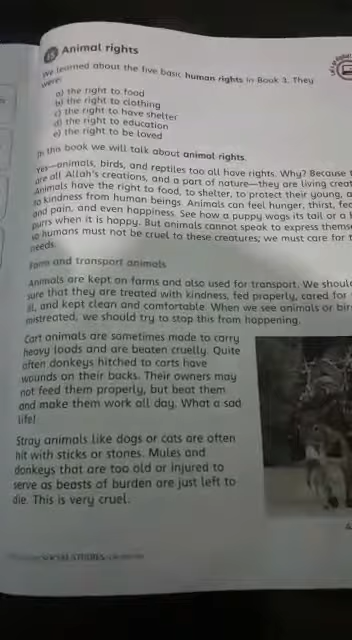 15 Animal rights
We learned about the five basic human rights in Book 3. They
were:
a) the right to food
b) the right to clothing
c) the right to have shelter
d) the right to education
e) the right to be loved
In this book we will talk about animal rights.
Yes—animals, birds, and reptiles too all have rights. Why? Because
are all Allah's creations, and a part of nature—they are living
Animals have the right to food, to shelter, to protect their young,
to kindness from human beings. Animals can feel hunger, thirst,
and pain, and even happiness. See how a puppy wags its tail or a
purrs when it is happy. But animals cannot speak to express
so humans must not be cruel to these creatures; we must care for
needs.
Farm and transport animals
Animals are kept on farms and also used for transport. We
sure that they are treated with kindness, fed properly, cared for
ill, and kept clean and comfortable. When we see animals or
mistreated, we should try to stop this from happening.
Cart animals are sometimes made to carry
heavy loads and are beaten cruelly. Quite
often donkeys hitched to carts have
wounds on their backs. Their owners may
not feed them properly, but beat them
and make them work all day. What a sad
life!
Stray animals like dogs or cats are often
hit with sticks or stones. Mules and
donkeys that are too old or injured to
serve as beasts of burden are just left to
die. This is very cruel.
SOCIAL STUDIES